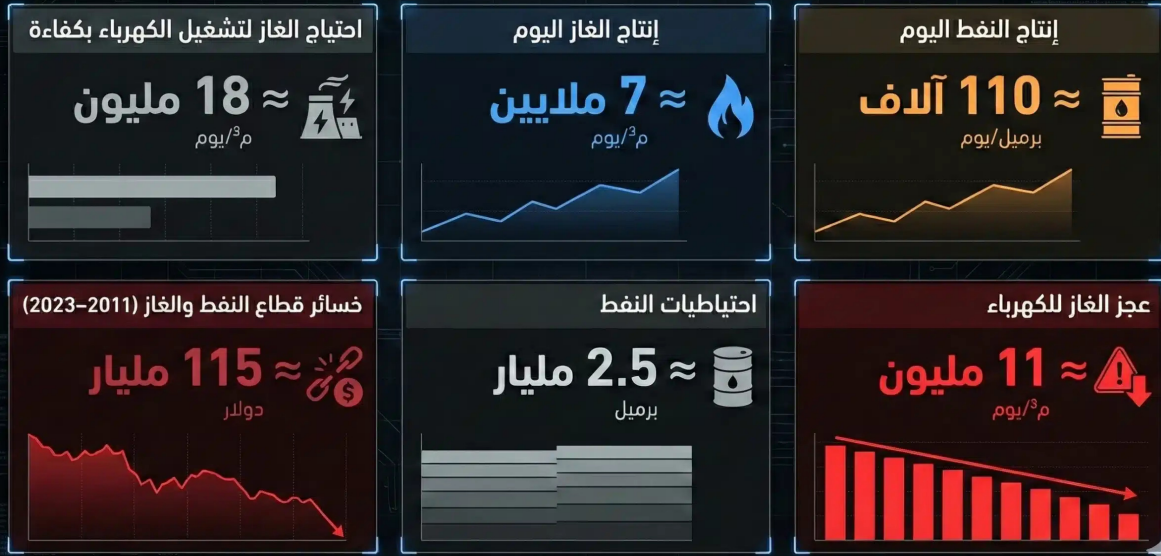 إنتاج النفط اليوم
≈ 110 آلاف
برميل/يوم
إنتاج الغاز اليوم
≈ 7 ملايين
م³/يوم
احتياج الغاز لتشغيل الكهرباء بكفاءة
≈ 18 مليون
م³/يوم
عجز الغاز للكهرباء
≈ 11 مليون
م³/يوم
احتياطيات النفط
≈ 2.5 مليار
برميل
خسائر قطاع النفط والغاز (2011–2023)
≈ 115 مليار
دولار
$